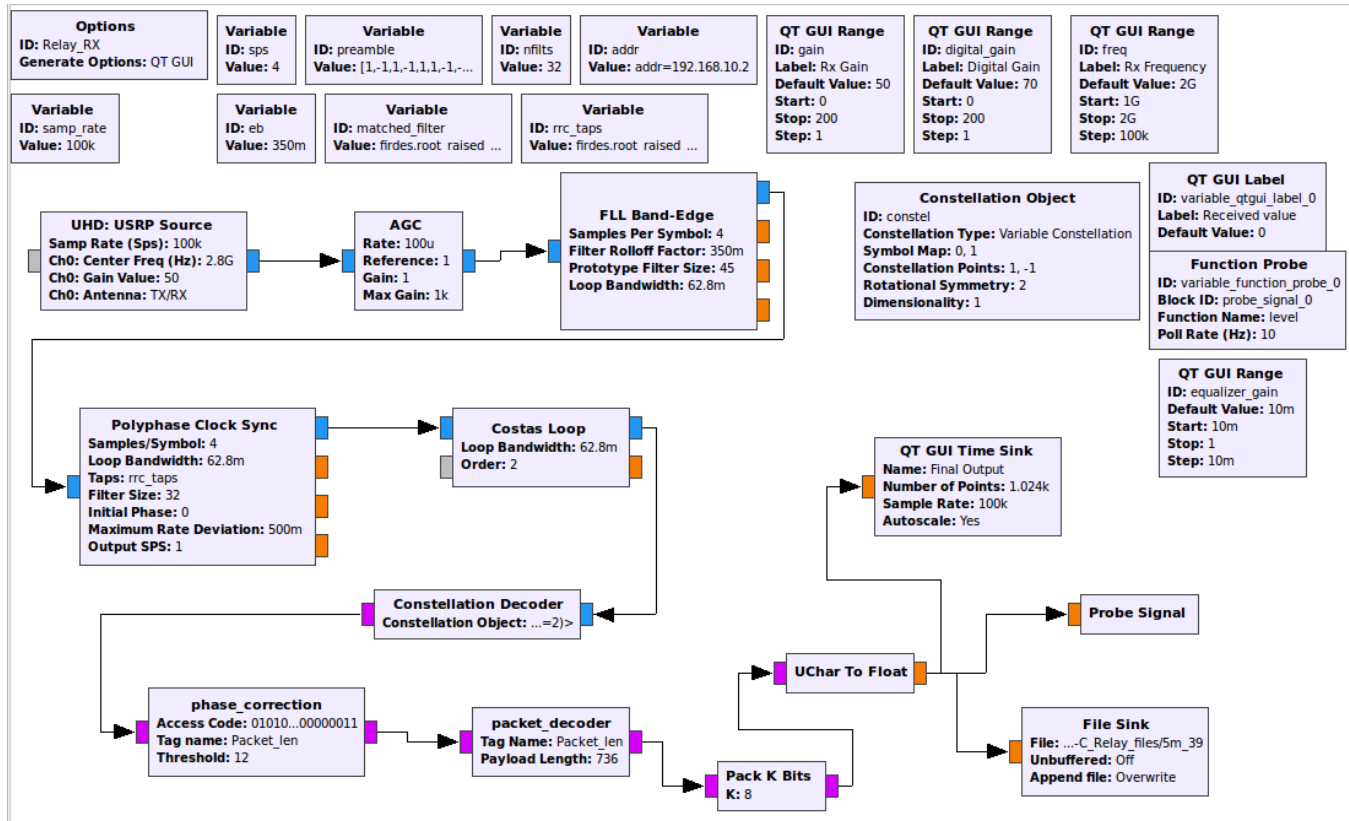 Options
ID: Relay_RX
Generate Options: QT GUI
Variable
ID: sps
Value: 4
Variable
ID: preamble
Value: [1,-1,1,-1,1,1,-1,-...
Variable
ID: nfilts
Value: 32
Variable
ID: addr
Value: addr=192.168.10.2
QT GUI Range
ID: gain
Label: Rx Gain
Default Value: 50
Start: 0
Stop: 200
Step: 1
QT GUI Range
ID: digital_gain
Label: Digital Gain
Default Value: 70
Start: 0
Stop: 200
Step: 1
QT GUI Range
ID: freq
Label: Rx Frequency
Default Value: 2G
Start: 1G
Stop: 2G
Step: 100k
Variable
ID: samp_rate
Value: 100k
Variable
ID: eb
Value: 350m
Variable
ID: matched_filter
Value: firdes.root_raised_...
Variable
ID: rrc_taps
Value: firdes.root_raised_...
UHD: USRP Source
Samp Rate (Sps): 100k
Ch0: Center Freq (Hz): 2.8G
Ch0: Gain Value: 50
Ch0: Antenna: TX/RX
AGC
Rate: 100u
Reference: 1
Gain: 1
Max Gain: 1k
FLL Band-Edge
Samples Per Symbol: 4
Filter Rolloff Factor: 350m
Prototype Filter Size: 45
Loop Bandwidth: 62.8m
Constellation Object
ID: constel
Constellation Type: Variable Constellation
Symbol Map: 0, 1
Constellation Points: 1, -1
Rotational Symmetry: 2
Dimensionality: 1
QT GUI Label
ID: variable_qtgui_label_0
Label: Received value
Default Value: 0
Function Probe
ID: variable_function_probe_0
Block ID: probe_signal_0
Function Name: level
Poll Rate (Hz): 10
QT GUI Range
ID: equalizer_gain
Default Value: 10m
Start: 10m
Stop: 1
Step: 10m
Polyphase Clock Sync
Samples/Symbol: 4
Loop Bandwidth: 62.8m
Taps: rrc_taps
Filter Size: 32
Initial Phase: 0
Maximum Rate Deviation: 500m
Output SPS: 1
Costas Loop
Loop Bandwidth: 62.8m
Order: 2
QT GUI Time Sink
Name: Final Output
Number of Points: 1.024k
Sample Rate: 100k
Autoscale: Yes
Constellation Decoder
Constellation Object: ...=2)>
Probe Signal
UChar To Float
phase_correction
Access Code: 01010...00000011
Tag name: Packet_len
Threshold: 12
packet_decoder
Tag Name: Packet_len
Payload Length: 736
Pack K Bits
K: 8
File Sink
File: ...-C_Relay_files/5m_39
Unbuffered: Off
Append file: Overwrite